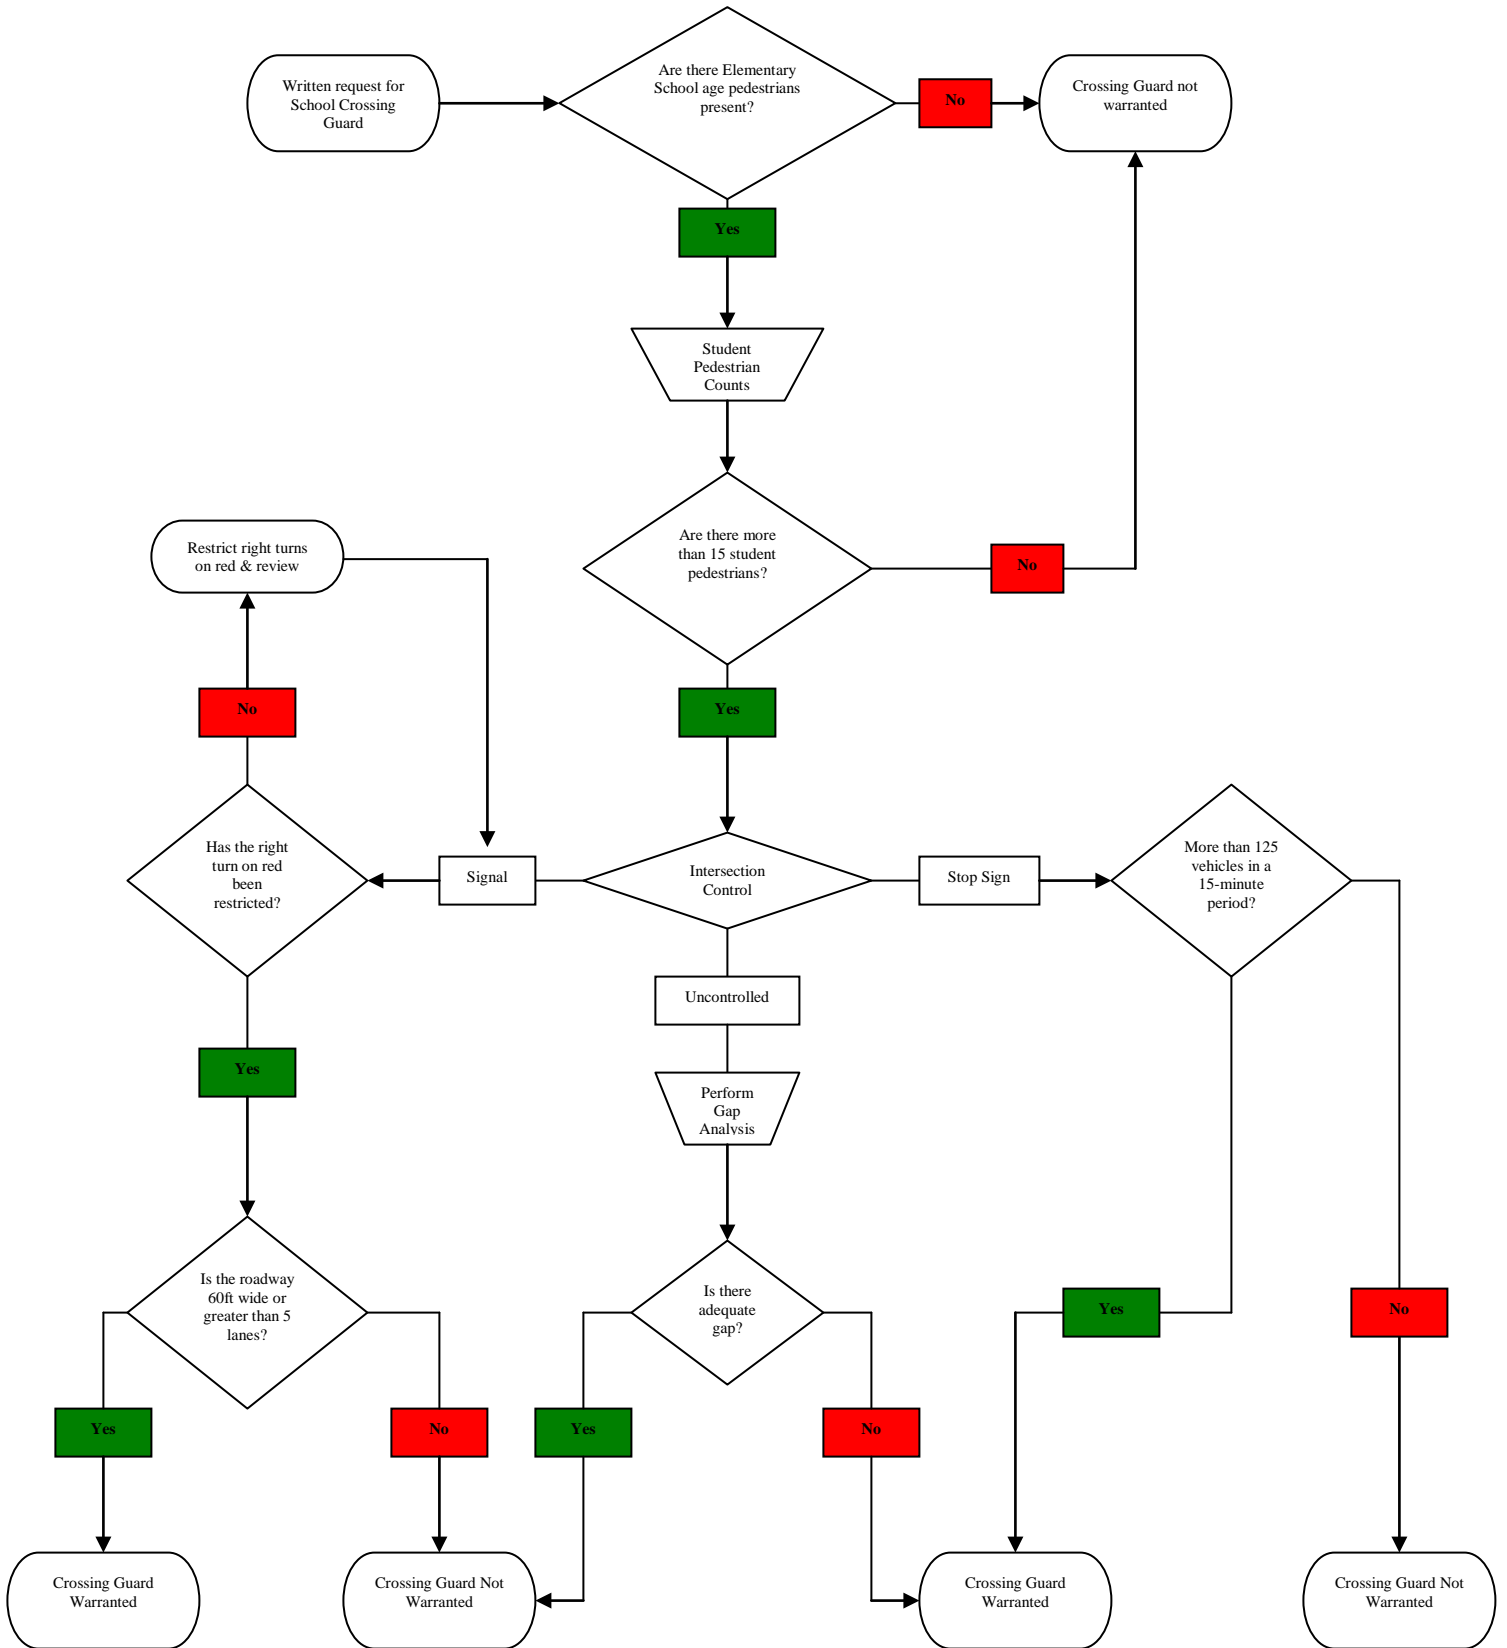 Written request for
School Crossing
Guard
Are there Elementary
School age pedestrians
present?
No
Crossing Guard not
warranted
Yes
Student
Pedestrian
Counts
Are there more
than 15 student
pedestrians?
No
Restrict right turns
on red & review
No
Yes
Has the right
turn on red
been
restricted?
Signal
Intersection
Control
Stop Sign
More than 125
vehicles in a
15-minute
period?
Uncontrolled
Yes
Perform
Gap
Analysis
Is the roadway
60ft wide or
greater than 5
lanes?
Is there
adequate
gap?
Yes
No
Yes
No
Yes
No
Crossing Guard
Warranted
Crossing Guard Not
Warranted
Crossing Guard
Warranted
Crossing Guard Not
Warranted